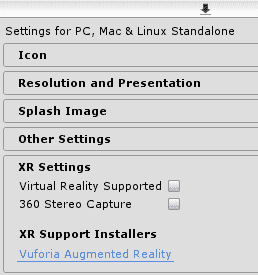 Settings for PC, Mac & Linux Standalone
Icon
Resolution and Presentation
Splash Image
Other Settings
XR Settings
Virtual Reality Supported
360 Stereo Capture
XR Support Installers
Vuforia Augmented Reality